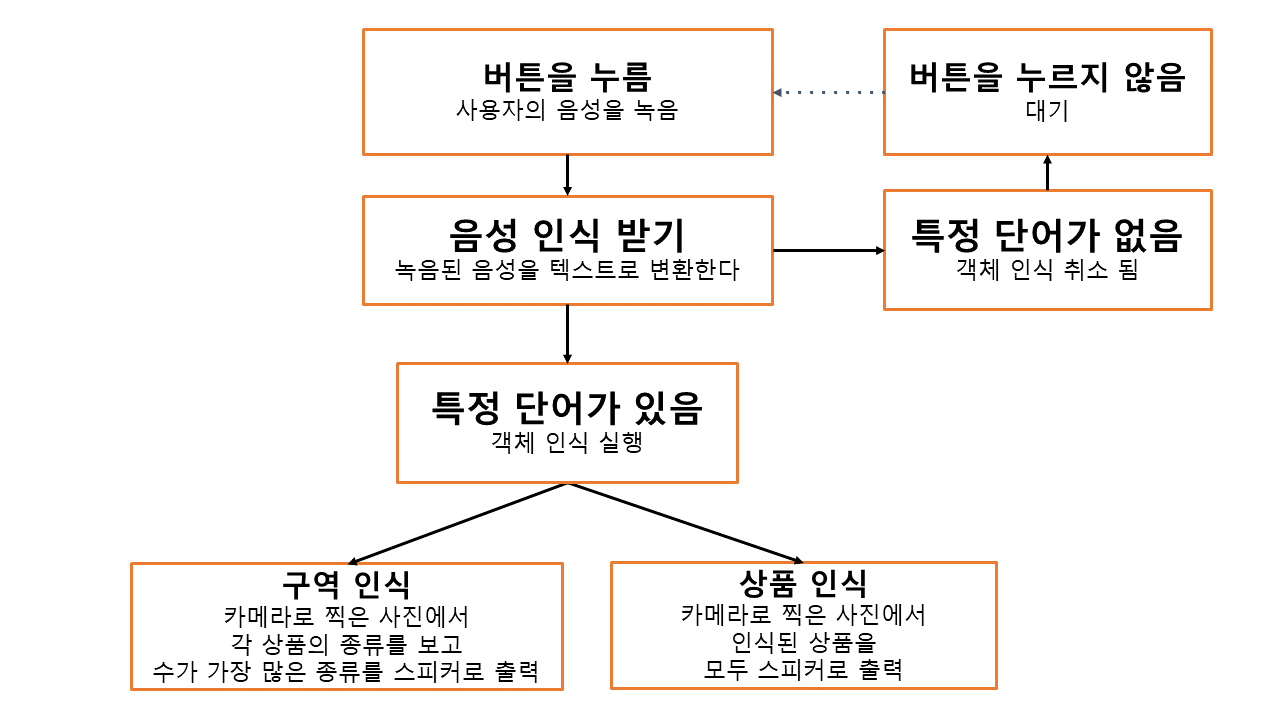 버튼을 누름
사용자의 음성을 녹음
버튼을 누르지 않음
대기
음성 인식 받기
녹음된 음성을 텍스트로 변환한다
특정 단어가 없음
객체 인식 취소 됨
특정 단어가 있음
객체 인식 실행
구역 인식
카메라로 찍은 사진에서
각 상품의 종류를 보고
수가 가장 많은 종류를 스피커로 출력
상품 인식
카메라로 찍은 사진에서
인식된 상품을
모두 스피커로 출력